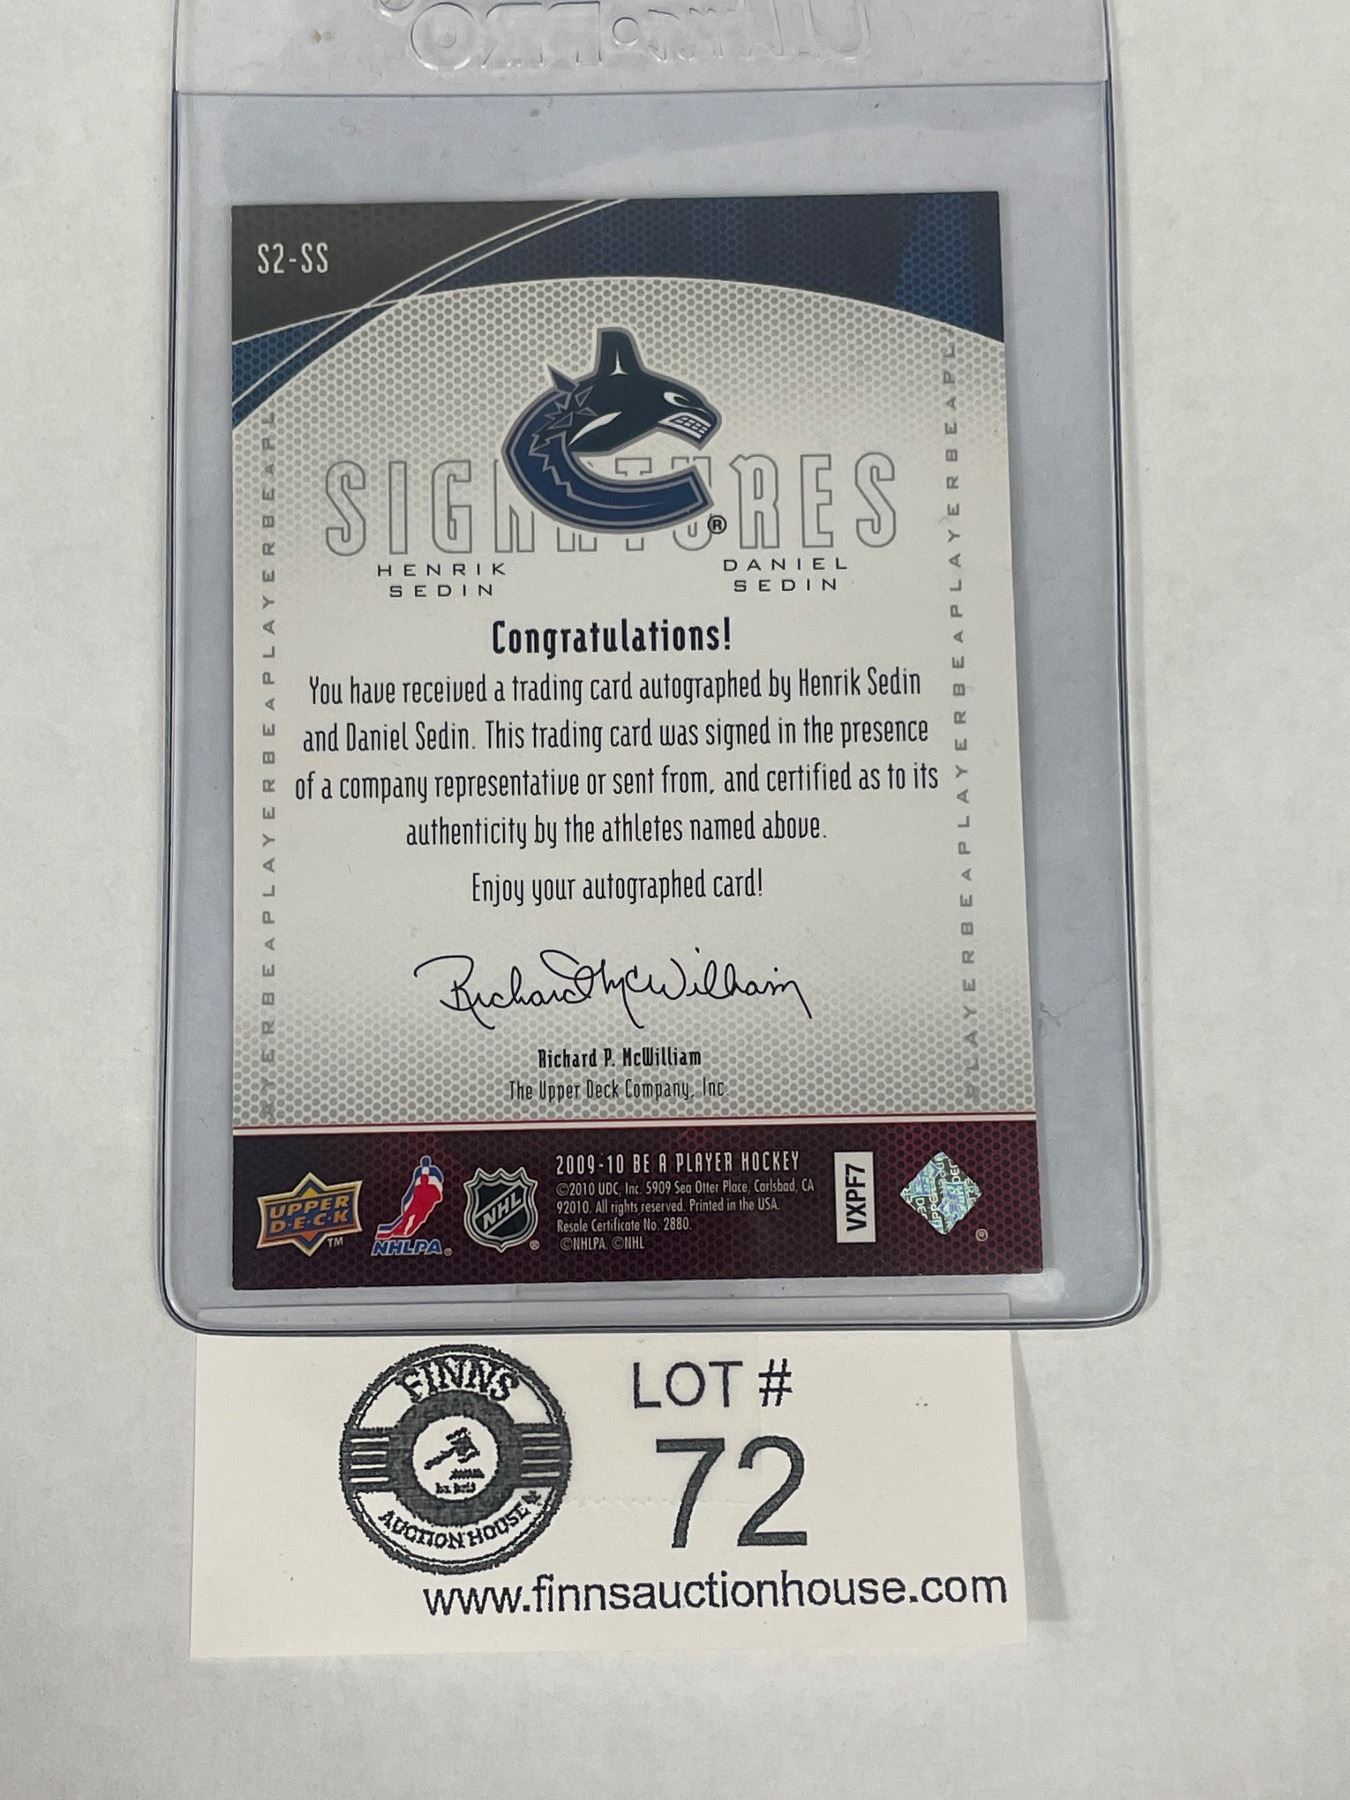 ULTRA•PRO®
S2-SS
SIGNATURES
®
HENRIK SEDIN
DANIEL SEDIN
Congratulations!
You have received a trading card autographed by Henrik Sedin
and Daniel Sedin. This trading card was signed in the presence
of a company representative or sent from, and certified as to its
authenticity by the athletes named above.
Enjoy your autographed card!
Richard McWilliam
Richard P. McWilliam
The Upper Deck Company, Inc.
AYERBEAPLAYERBEAPLAYERBEAPL
LAYERBEAPLAYERBEAPLAYERBEAPL
UPPER
D·E·C·K
TM
NHLPA®
NHL
®
2009-10 BE A PLAYER HOCKEY
©2010 UDC, Inc. 5909 Sea Otter Place, Carlsbad, CA
92010. All rights reserved. Printed in the USA.
Resale Certificate No. 2880.
©NHLPA. ©NHL
VXPF7
®
FINNS
AUCTION HOUSE
LOT #
72
www.finnsauctionhouse.com